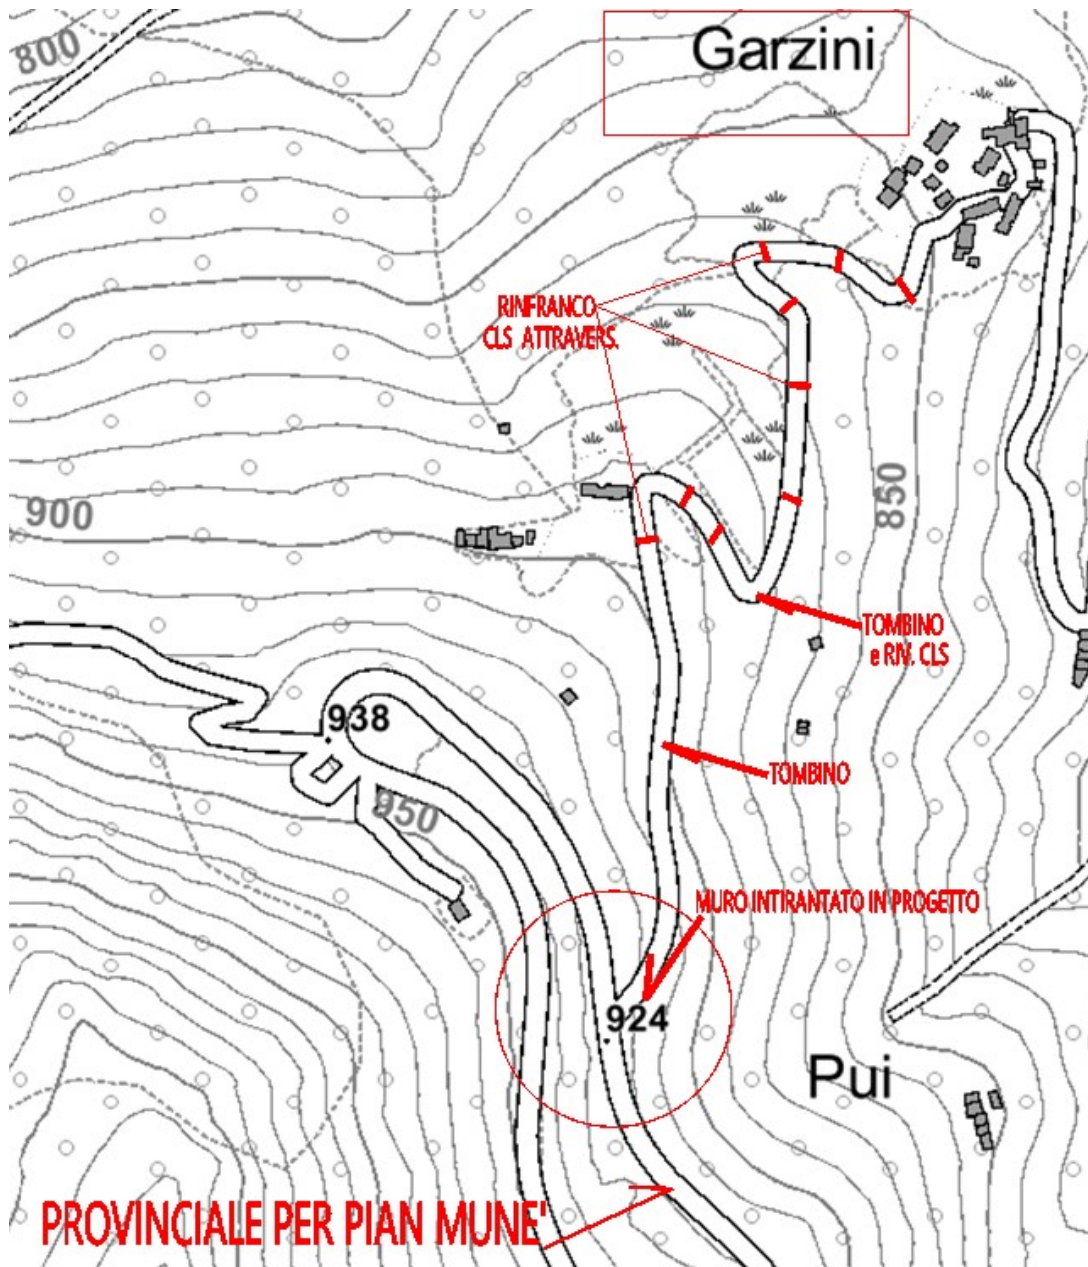 800
Garzini
RINFRANCO
CLS ATTRAVERS.
850
900
TOMBINO
e RIV. CLS
938
TOMBINO
950
MURO INTIRANTATO IN PROGETTO
924
Pui
PROVINCIALE PER PIAN MUNE'